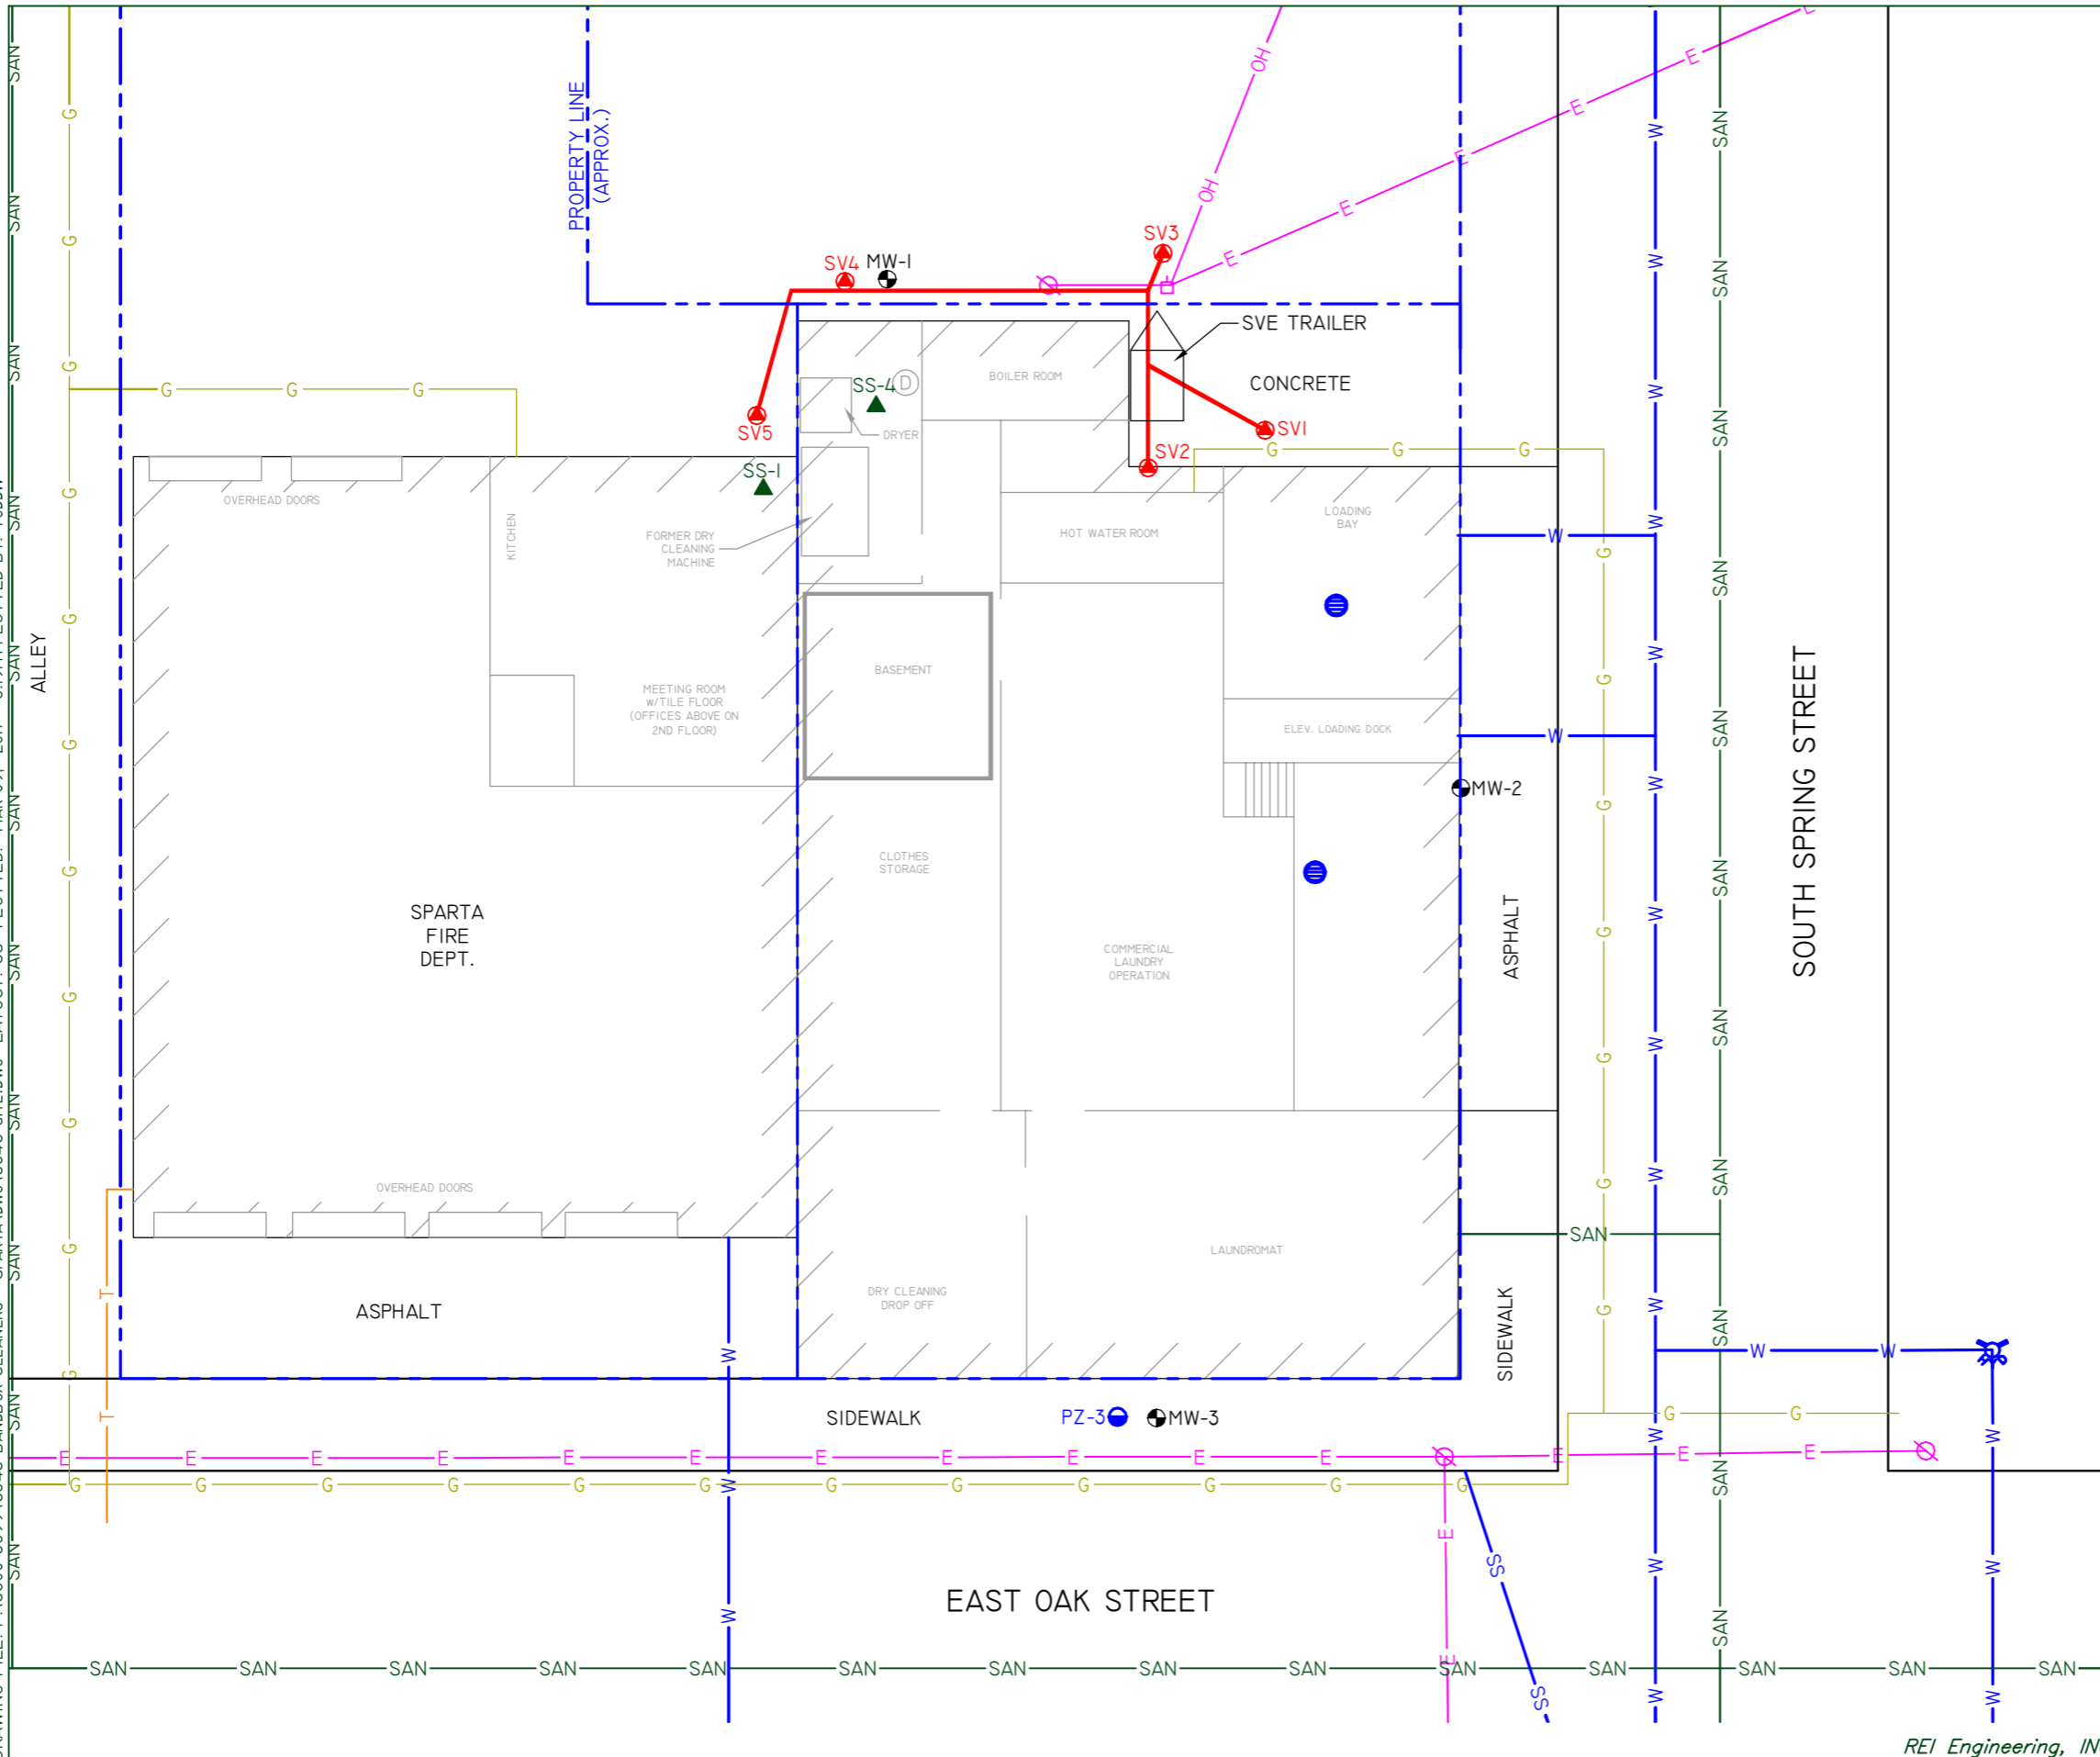 PROPERTY LINE
(APPROX.)
OH
OH
E
E
E
E
E
SV3
SV4
MW-1
SVE TRAILER
CONCRETE
BOILER ROOM
SS-4
D
DRYER
SV5
SV1
SV2
SS-1
G
G
G
G
G
G
OVERHEAD DOORS
KITCHEN
FORMER DRY
CLEANING
MACHINE
HOT WATER ROOM
LOADING
BAY
W
ALLEY
BASEMENT
MEETING ROOM
W/TILE FLOOR
(OFFICES ABOVE ON
2ND FLOOR)
ELEV. LOADING DOCK
W
MW-2
SOUTH SPRING STREET
CLOTHES
STORAGE
SPARTA
FIRE
DEPT.
COMMERCIAL
LAUNDRY
OPERATION
ASPHALT
OVERHEAD DOORS
LAUNDROMAT
SAN
DRY CLEANING
DROP OFF
ASPHALT
SIDEWALK
T
T
W
W
SIDEWALK
PZ-3
MW-3
G
G
E E E E E E E E E E E E E E
G G G G G G G G G G G G
E
SS
SS
EAST OAK STREET
W
W
SAN SAN SAN SAN SAN SAN SAN SAN SAN SAN SAN SAN SAN SAN
REI Engineering, IN